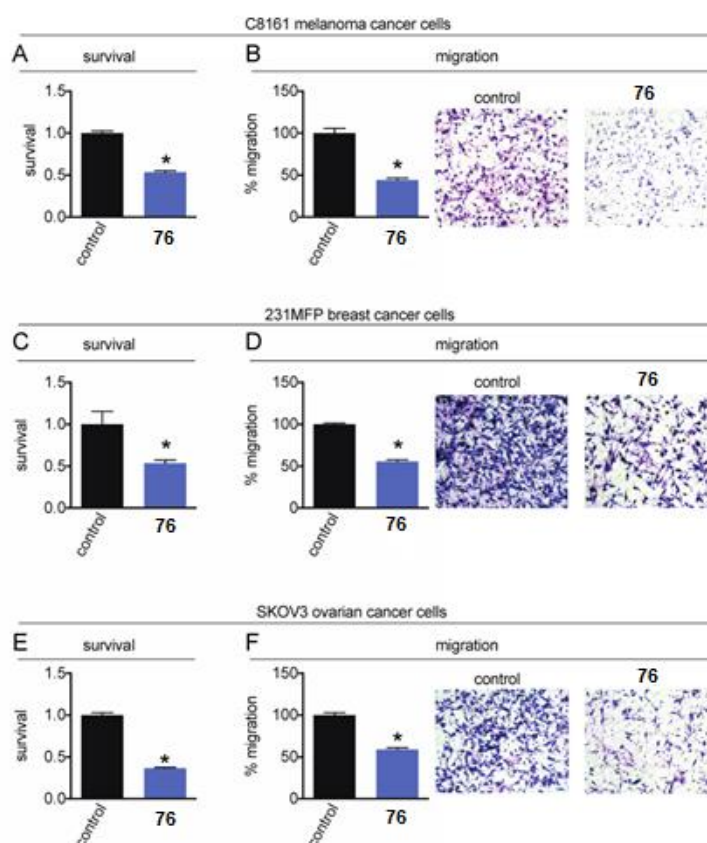 C8161 melanoma cancer cells
A
survival
B
migration
survival
1.5
1.0
0.5
0.0
*
control
76
% migration
150
100
50
0
*
control
76
control
76
231MFP breast cancer cells
C
survival
D
migration
survival
1.5
1.0
0.5
0.0
*
control
76
% migration
150
100
50
0
*
control
76
control
76
SKOV3 ovarian cancer cells
E
survival
F
migration
survival
1.5
1.0
0.5
0.0
*
control
76
% migration
150
100
50
0
*
control
76
control
76